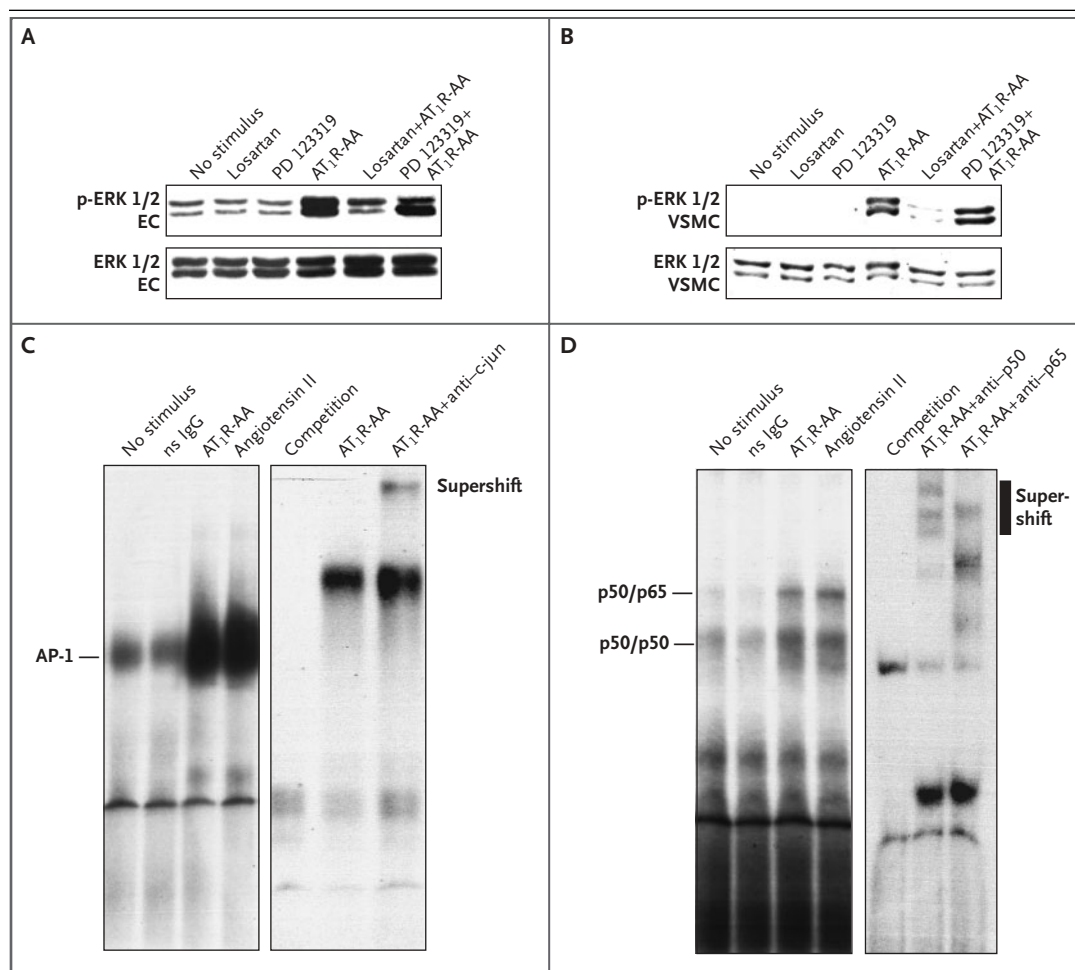 A
No stimulus
Losartan
PD 123319
AT1R-AA
Losartan+AT1R-AA
PD 123319+
AT1R-AA
p-ERK 1/2
EC
ERK 1/2
EC
B
No stimulus
Losartan
PD 123319
AT1R-AA
Losartan+AT1R-AA
PD 123319+
AT1R-AA
p-ERK 1/2
VSMC
ERK 1/2
VSMC
C
No stimulus
ns IgG
AT1R-AA
Angiotensin II
Competition
AT1R-AA
AT1R-AA+anti–c-jun
Supershift
AP-1
D
No stimulus
ns IgG
AT1R-AA
Angiotensin II
Competition
AT1R-AA+anti–p50
AT1R-AA+anti–p65
Super-
shift
p50/p65
p50/p50